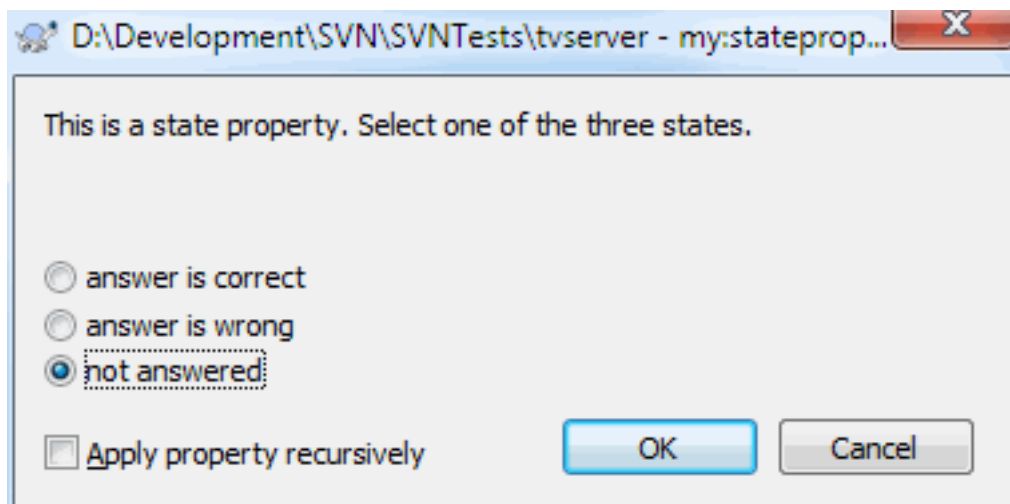 D:\Development\SVN\SVNTests\tvserver - my:stateprop...
This is a state property. Select one of the three states.
answer is correct
answer is wrong
not answered
Apply property recursively
OK
Cancel